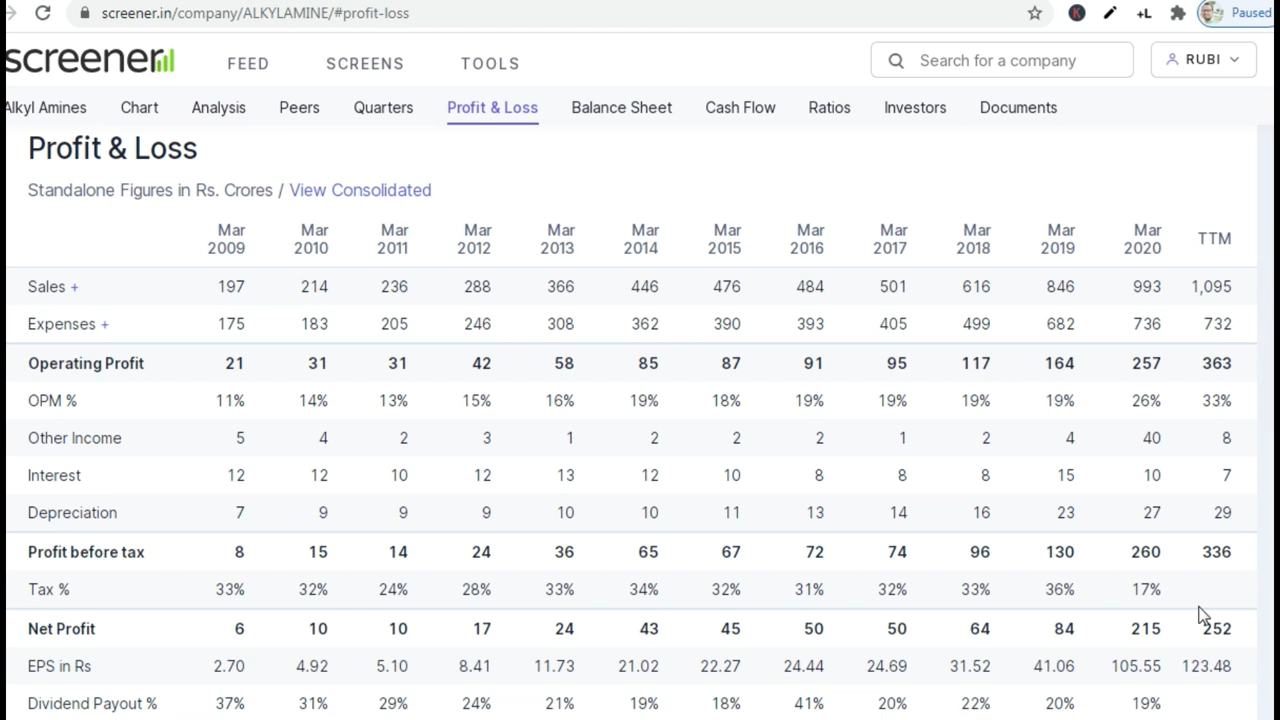 screener.in/company/ALKYLAMINE/#profit-loss
K
+L
Paused
screener
FEED SCREENS TOOLS
Search for a company
RUBI
Alkyl Amines Chart Analysis Peers Quarters Profit & Loss Balance Sheet Cash Flow Ratios Investors Documents
Profit & Loss
Standalone Figures in Rs. Crores / View Consolidated
Mar 2009 Mar 2010 Mar 2011 Mar 2012 Mar 2013 Mar 2014 Mar 2015 Mar 2016 Mar 2017 Mar 2018 Mar 2019 Mar 2020 TTM
Sales + 197 214 236 288 366 446 476 484 501 616 846 993 1,095
Expenses + 175 183 205 246 308 362 390 393 405 499 682 736 732
Operating Profit 21 31 31 42 58 85 87 91 95 117 164 257 363
OPM % 11% 14% 13% 15% 16% 19% 18% 19% 19% 19% 19% 26% 33%
Other Income 5 4 2 3 1 2 2 2 1 2 4 40 8
Interest 12 12 10 12 13 12 10 8 8 8 15 10 7
Depreciation 7 9 9 9 10 10 11 13 14 16 23 27 29
Profit before tax 8 15 14 24 36 65 67 72 74 96 130 260 336
Tax % 33% 32% 24% 28% 33% 34% 32% 31% 32% 33% 36% 17%
Net Profit 6 10 10 17 24 43 45 50 50 64 84 215 252
EPS in Rs 2.70 4.92 5.10 8.41 11.73 21.02 22.27 24.44 24.69 31.52 41.06 105.55 123.48
Dividend Payout % 37% 31% 29% 24% 21% 19% 18% 41% 20% 22% 20% 19%